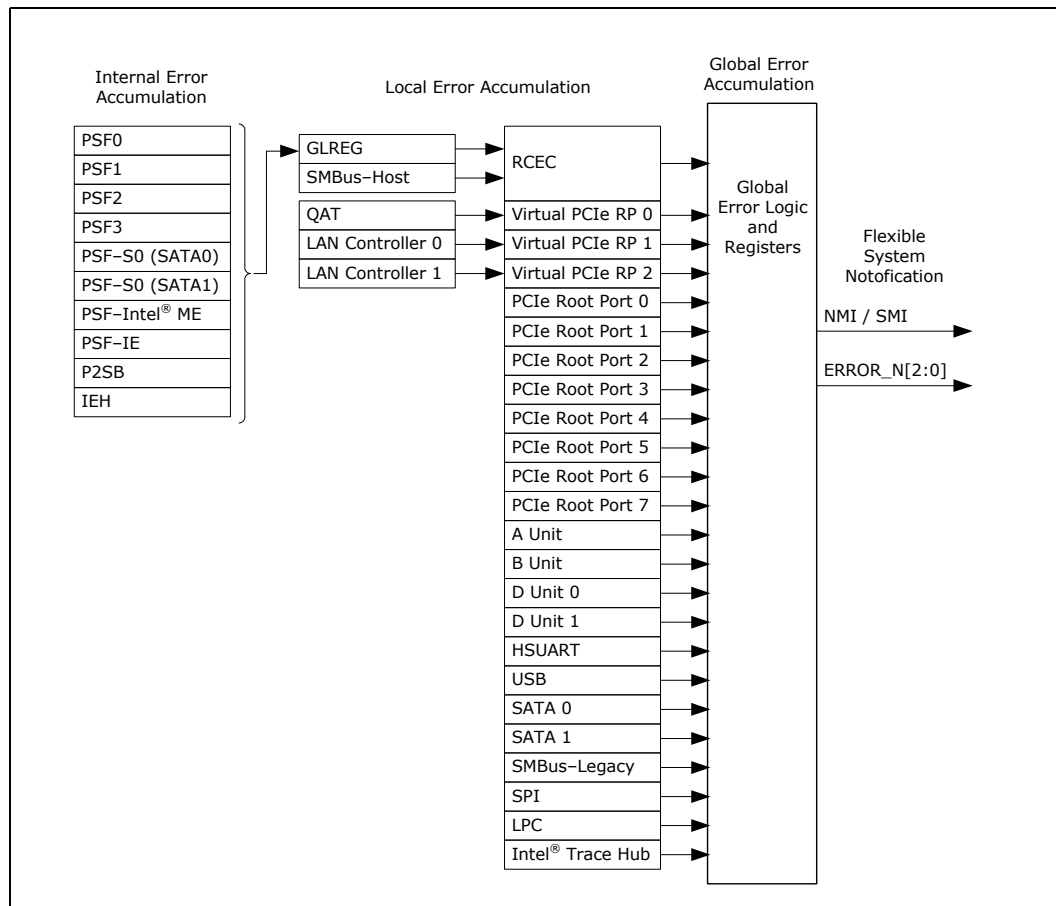 Internal Error
Accumulation
PSF0
PSF1
PSF2
PSF3
PSF–S0 (SATA0)
PSF–S0 (SATA1)
PSF–Intel® ME
PSF–IE
P2SB
IEH
Local Error Accumulation
GLREG
SMBus–Host
QAT
LAN Controller 0
LAN Controller 1
RCEC
Virtual PCIe RP 0
Virtual PCIe RP 1
Virtual PCIe RP 2
PCIe Root Port 0
PCIe Root Port 1
PCIe Root Port 2
PCIe Root Port 3
PCIe Root Port 4
PCIe Root Port 5
PCIe Root Port 6
PCIe Root Port 7
A Unit
B Unit
D Unit 0
D Unit 1
HSUART
USB
SATA 0
SATA 1
SMBus–Legacy
SPI
LPC
Intel® Trace Hub
Global Error
Accumulation
Global
Error Logic
and
Registers
Flexible
System
Notofication
NMI / SMI
ERROR_N[2:0]